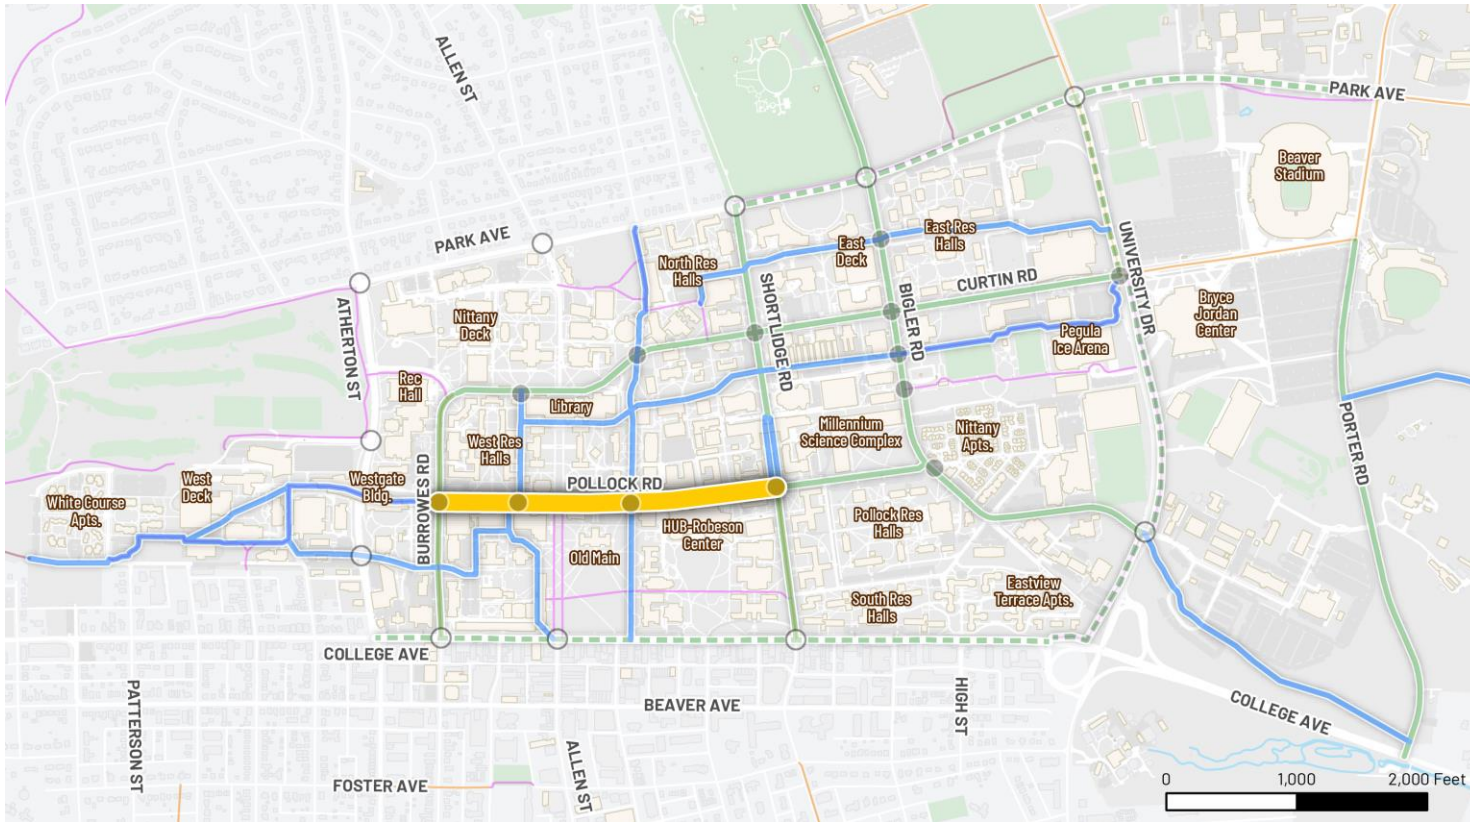 ALLEN ST
PARK AVE
Beaver
Stadium
PARK AVE
East Res
Halls
East
Deck
UNIVERSITY DR
North Res
Halls
CURTIN RD
SHORTLIDGE RD
BIGLER RD
Bryce
Jordan
Center
ATHERTON ST
Nittany
Deck
Pegula
Ice Arena
Rec
Hall
Library
West Res
Halls
Millennium
Science Complex
Nittany
Apts.
PORTER RD
West
Deck
Westgate
Bldg.
POLLOCK RD
White Course
Apts.
BURROWES RD
HUB-Robeson
Center
Pollock Res
Halls
Old Main
Eastview
Terrace Apts.
South Res
Halls
COLLEGE AVE
BEAVER AVE
HIGH ST
COLLEGE AVE
PATTERSON ST
ALLEN ST
FOSTER AVE
0 1,000 2,000 Feet